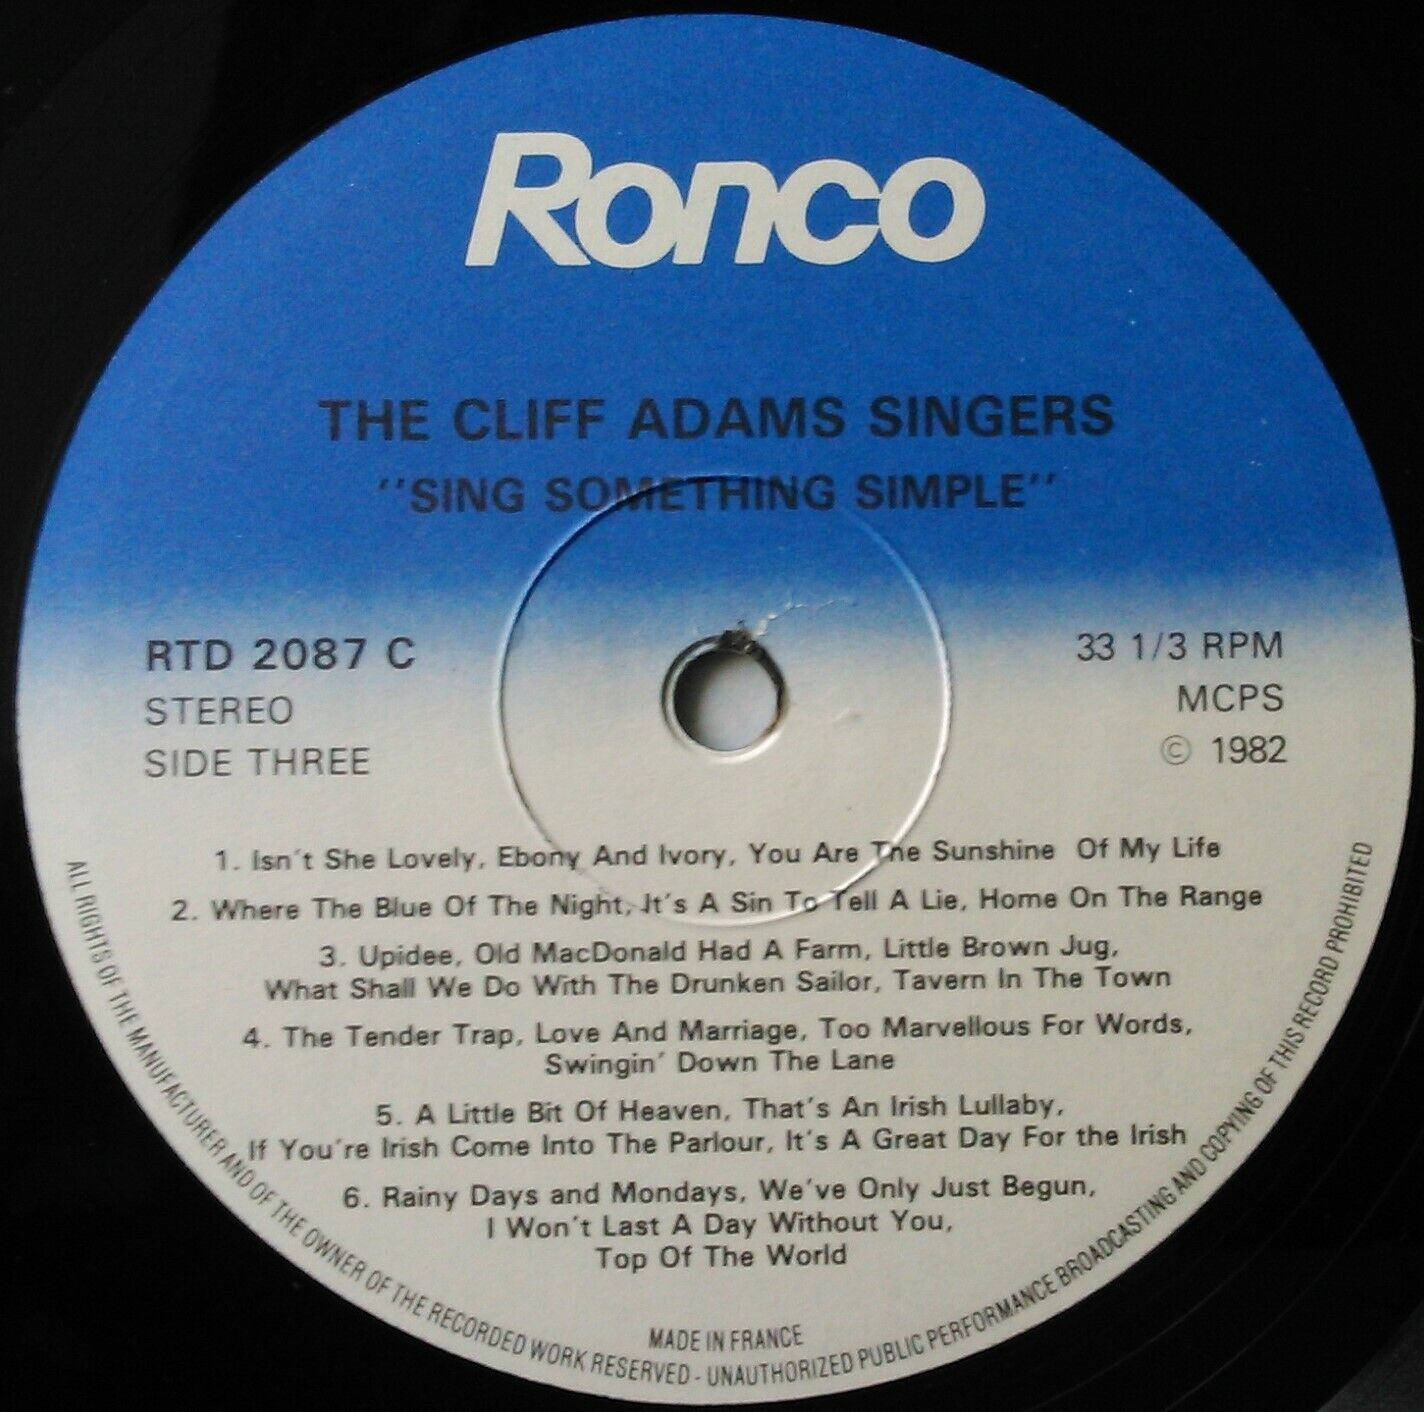 Ronco
THE CLIFF ADAMS SINGERS
"SING SOMETHING SIMPLE"
RTD 2087 C
STEREO
SIDE THREE
33 1/3 RPM
MCPS
© 1982
1. Isn't She Lovely, Ebony And Ivory, You Are The Sunshine Of My Life
2. Where The Blue Of The Night, It's A Sin To Tell A Lie, Home On The Range
3. Upidee, Old MacDonald Had A Farm, Little Brown Jug,
What Shall We Do With The Drunken Sailor, Tavern In The Town
4. The Tender Trap, Love And Marriage, Too Marvellous For Words,
Swingin' Down The Lane
5. A Little Bit Of Heaven, That's An Irish Lullaby,
If You're Irish Come Into The Parlour, It's A Great Day For the Irish
6. Rainy Days and Mondays, We've Only Just Begun,
I Won't Last A Day Without You,
Top Of The World
MADE IN FRANCE
ALL RIGHTS OF THE MANUFACTURER AND OF THE OWNER OF THE RECORDED WORK RESERVED - UNAUTHORIZED PUBLIC PERFORMANCE BROADCASTING AND COPYING OF THIS RECORD PROHIBITED